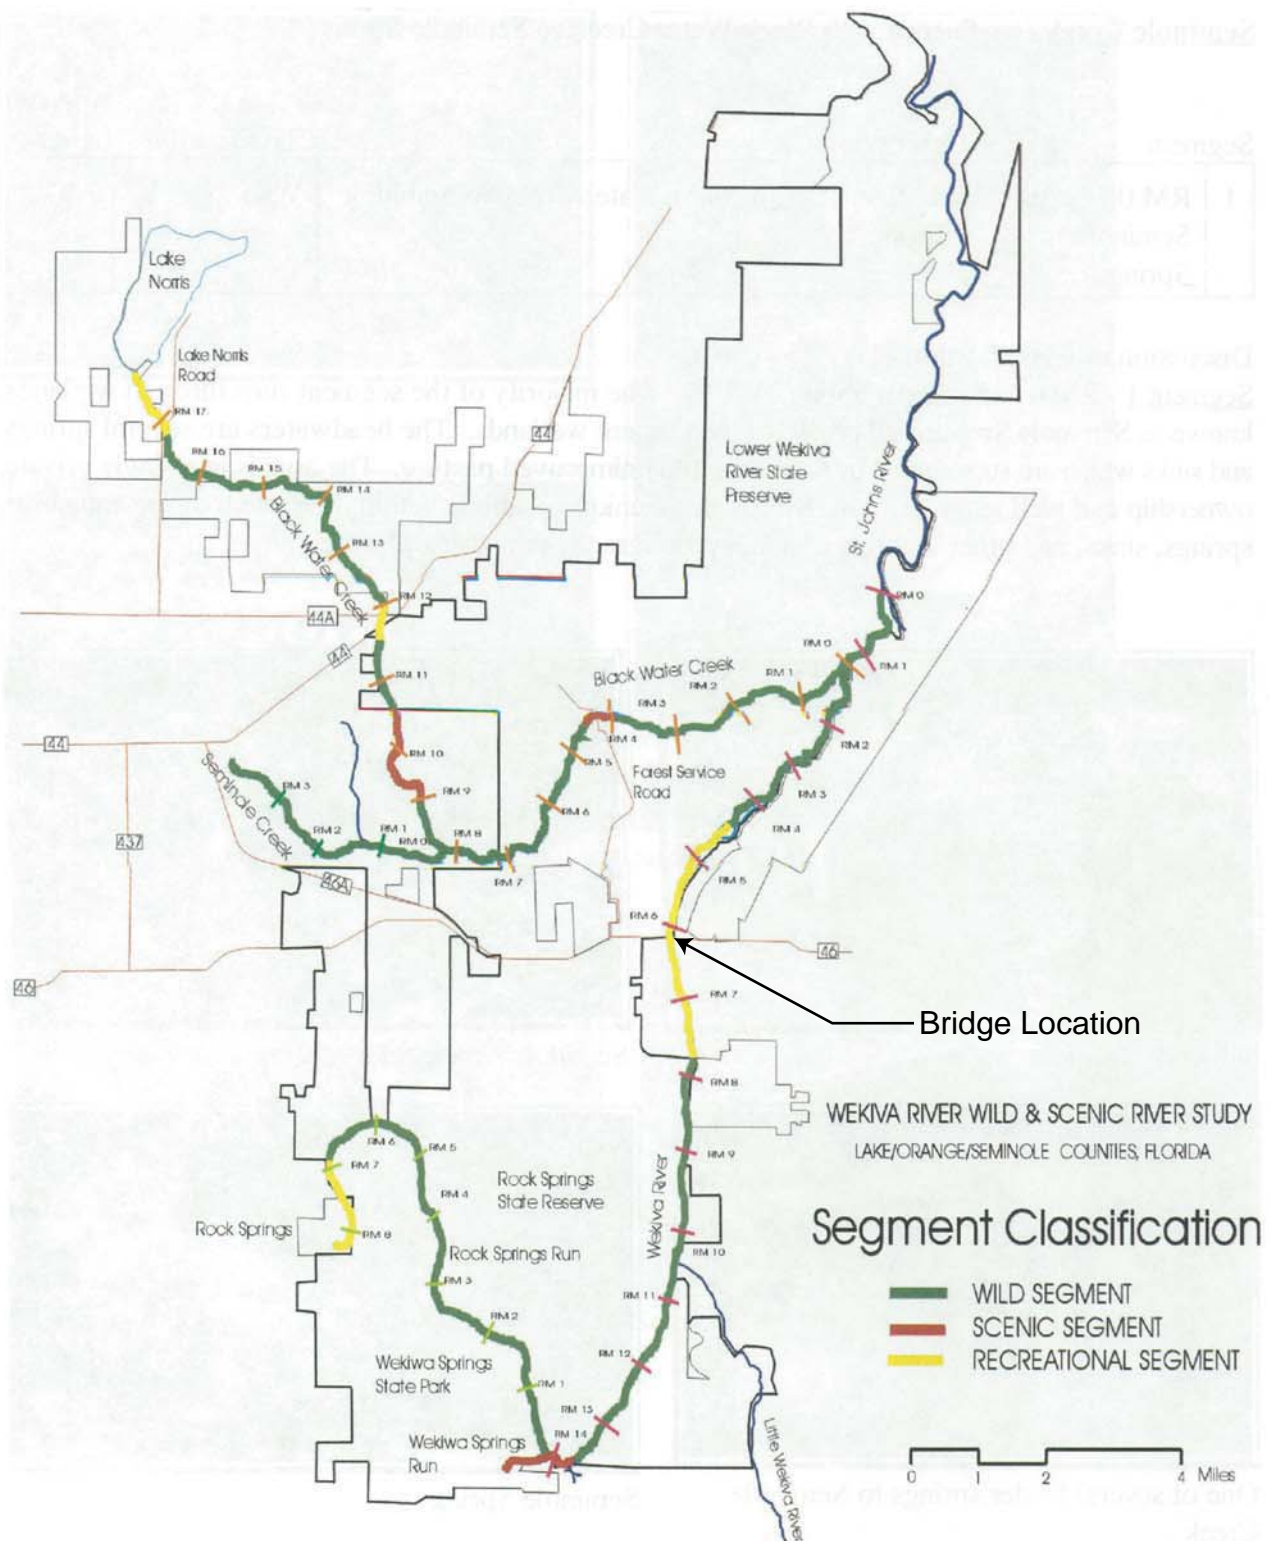 Lake
Norris
Lake Norris
Road
RM 17
RM 16
RM 15
RM 14
RM 13
Black Water Creek
RM 12
44A
44
44
Lower Wekiva
River State
Preserve
St. Johns River
RM 0
RM 0
RM 1
RM 11
Black Water Creek
RM 1
RM 2
RM 3
RM 4
RM 2
44
RM 10
RM 5
Forest Service
Road
RM 3
Seminole Creek
RM 3
RM 9
RM 6
RM 4
437
RM 2
RM 1
RM 0
RM 8
RM 7
RM 5
46A
RM 6
46
46
RM 7
Bridge Location
RM 8
WEKIVA RIVER WILD & SCENIC RIVER STUDY
LAKE/ORANGE/SEMINOLE COUNTIES, FLORIDA
RM 6
RM 5
RM 7
RM 9
Rock Springs
State Reserve
RM 4
Wekiva River
Rock Springs
RM 8
Rock Springs Run
RM 10
Segment Classification
RM 3
RM 11
WILD SEGMENT
SCENIC SEGMENT
RECREATIONAL SEGMENT
RM 2
RM 12
Wekiwa Springs
State Park
RM 1
RM 13
RM 14
Wekiwa Springs
Run
Little Wekiva River
0 1 2 4 Miles